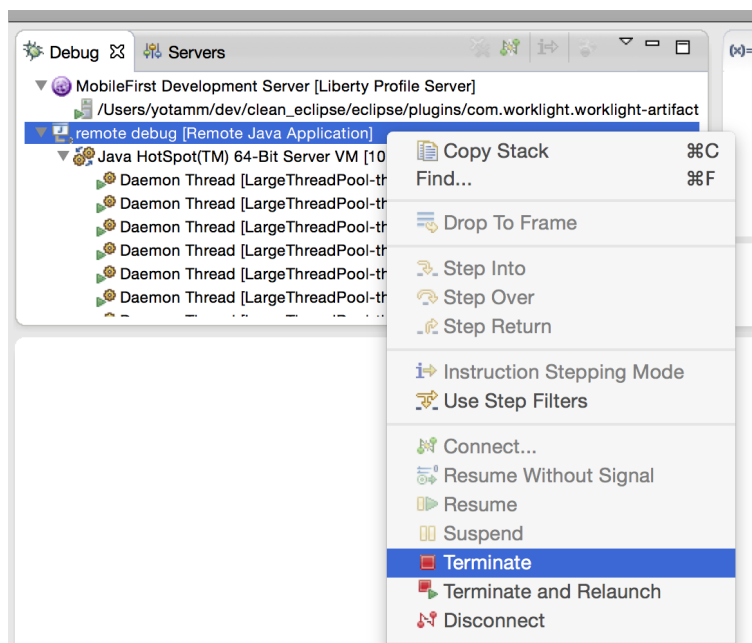 Debug
Servers
(x)=
MobileFirst Development Server [Liberty Profile Server]
/Users/yotamm/dev/clean_eclipse/eclipse/plugins/com.worklight.worklight-artifact
remote debug [Remote Java Application]
Java HotSpot(TM) 64-Bit Server VM [10
Daemon Thread [LargeThreadPool-th
Daemon Thread [LargeThreadPool-th
Daemon Thread [LargeThreadPool-th
Daemon Thread [LargeThreadPool-th
Daemon Thread [LargeThreadPool-th
Daemon Thread [LargeThreadPool-th
Copy Stack ⌘C
Find... ⌘F
Drop To Frame
Step Into
Step Over
Step Return
Instruction Stepping Mode
Use Step Filters
Connect...
Resume Without Signal
Resume
Suspend
Terminate
Terminate and Relaunch
Disconnect